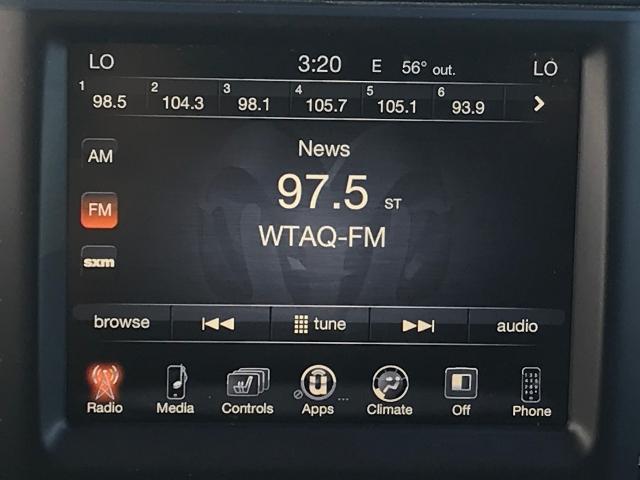 LO 3:20 E 56° out. LO
1 98.5 2 104.3 3 98.1 4 105.7 5 105.1 6 93.9
AM
News
97.5 ST
FM
WTAQ-FM
sxm
browse tune audio
Radio Media Controls Apps Climate Off Phone